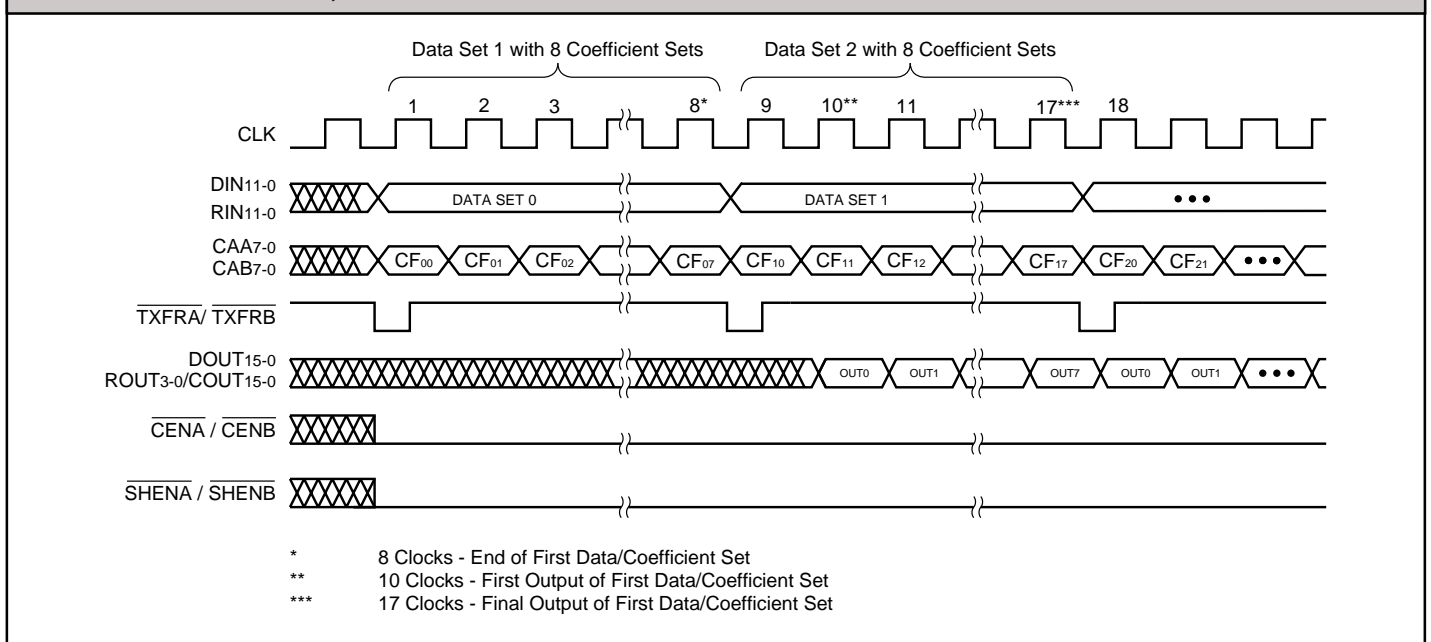 Data Set 1 with 8 Coefficient Sets Data Set 2 with 8 Coefficient Sets
1 2 3 8* 9 10** 11 17*** 18
CLK
DIN11-0
RIN11-0
DATA SET 0 DATA SET 1 •••
CAA7-0
CAB7-0
CF00 CF01 CF02 CF07 CF10 CF11 CF12 CF17 CF20 CF21 •••
TXFRA/ TXFRB
DOUT15-0
ROUT3-0/COUT15-0
OUT0 OUT1 OUT7 OUT0 OUT1 •••
CENA / CENB
SHENA / SHENB
* 8 Clocks - End of First Data/Coefficient Set
** 10 Clocks - First Output of First Data/Coefficient Set
*** 17 Clocks - Final Output of First Data/Coefficient Set